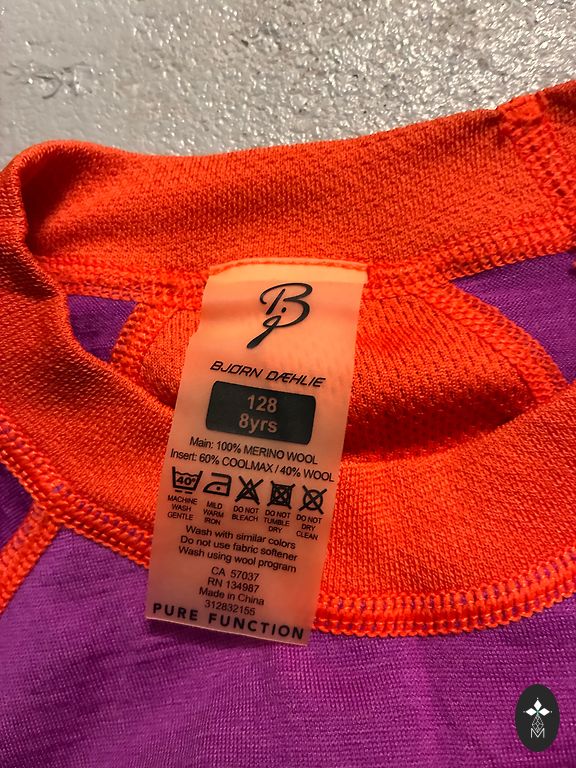 BJ
BJØRN DÆHLIE
128
8yrs
Main: 100% MERINO WOOL
Insert: 60% COOLMAX / 40% WOOL
40°
MACHINE WASH GENTLE
MILD WARM IRON
DO NOT BLEACH
DO NOT TUMBLE DRY
DO NOT DRY CLEAN
Wash with similar colors
Do not use fabric softener
Wash using wool program
CA 57037
RN 134987
Made in China
312832155
PURE FUNCTION
M